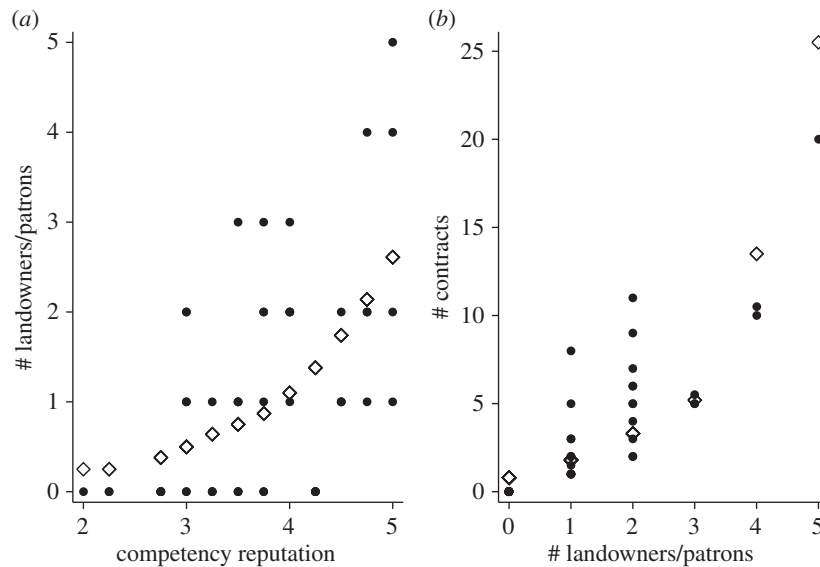 (a)
5
4
3
2
1
0
# landowners/patrons
2 3 4 5
competency reputation
(b)
25
20
15
10
5
0
# contracts
0 1 2 3 4 5
# landowners/patrons